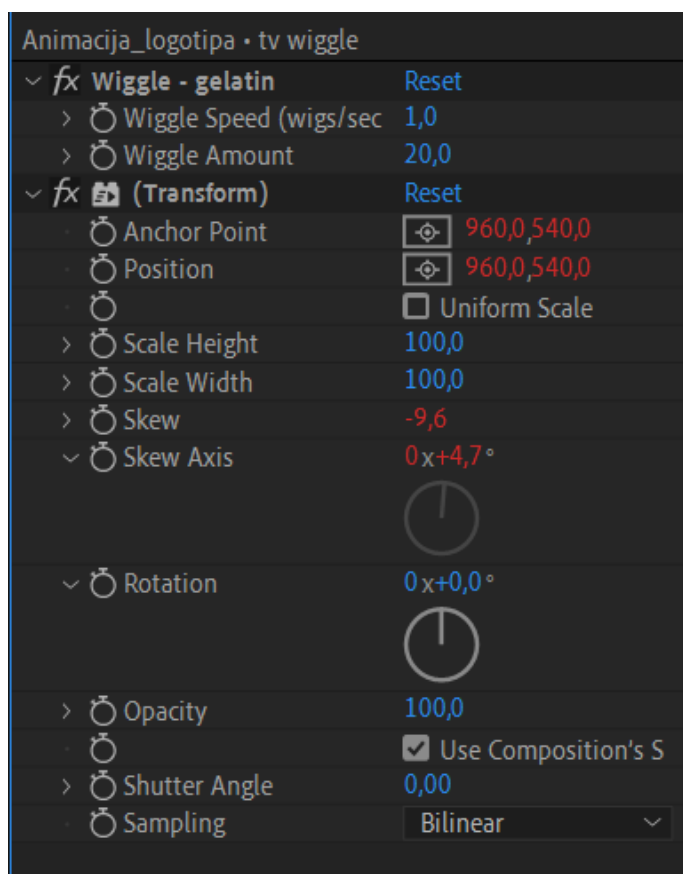 Animacija_logotipa • tv wiggle
fx Wiggle - gelatin Reset
Wiggle Speed (wigs/sec 1,0
Wiggle Amount 20,0
fx (Transform) Reset
Anchor Point 960,0,540,0
Position 960,0,540,0
Uniform Scale
Scale Height 100,0
Scale Width 100,0
Skew -9,6
Skew Axis 0x+4,7°
Rotation 0x+0,0°
Opacity 100,0
Use Composition's S
Shutter Angle 0,00
Sampling Bilinear